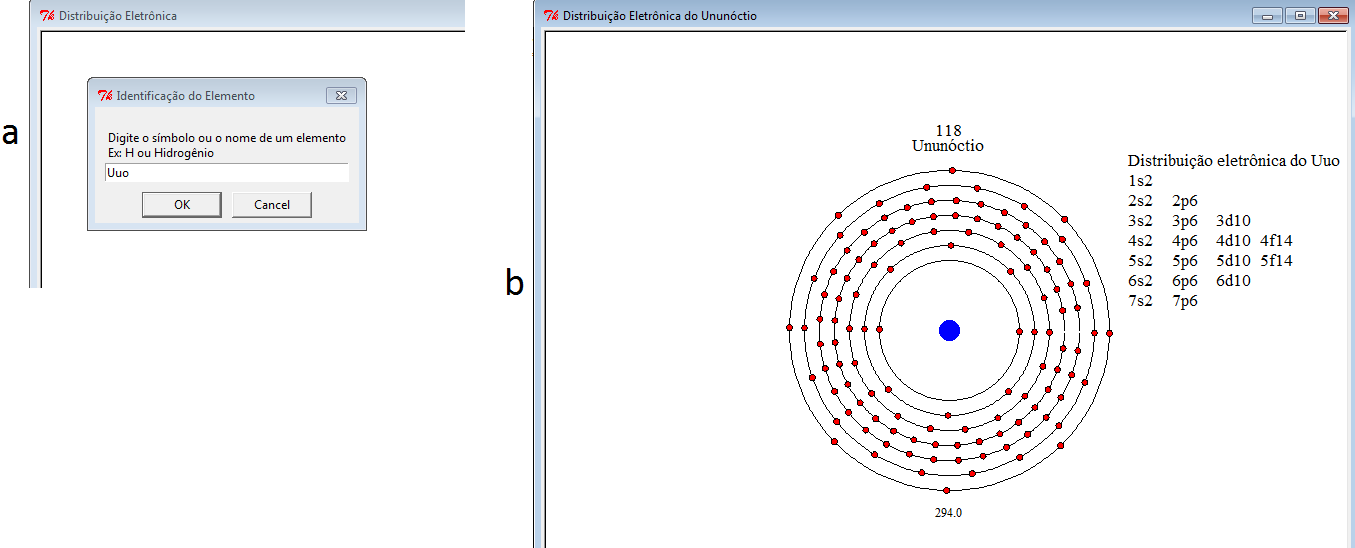 a
Distribuição Eletrônica
Identificação do Elemento
Digite o símbolo ou o nome de um elemento
Ex: H ou Hidrogênio
Uuo
OK Cancel
b
Distribuição Eletrônica do Ununóctio
118
Ununóctio
294.0
Distribuição eletrônica do Uuo
1s2
2s2 2p6
3s2 3p6 3d10
4s2 4p6 4d10 4f14
5s2 5p6 5d10 5f14
6s2 6p6 6d10
7s2 7p6